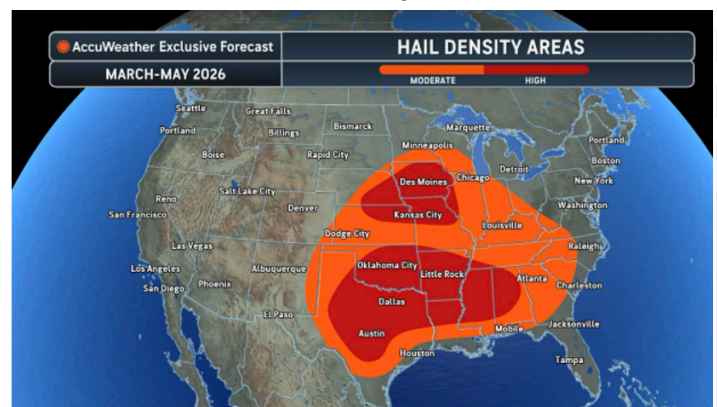 AccuWeather Exclusive Forecast
HAIL DENSITY AREAS
MARCH-MAY 2026
MODERATE
HIGH
Seattle
Great Falls
Portland
Billings
Bismarck
Marquette
Minneapolis
Portland
Boise
Rapid City
Boston
Detroit
Chicago
Des Moines
New York
Salt Lake City
Reno
Denver
Washington
San Francisco
Kansas City
Louisville
Dodge City
Las Vegas
Raleigh
Los Angeles
Albuquerque
Oklahoma City
Little Rock
Atlanta
San Diego
Phoenix
Charleston
Dallas
El Paso
Austin
Mobile
Jacksonville
Houston
Tampa